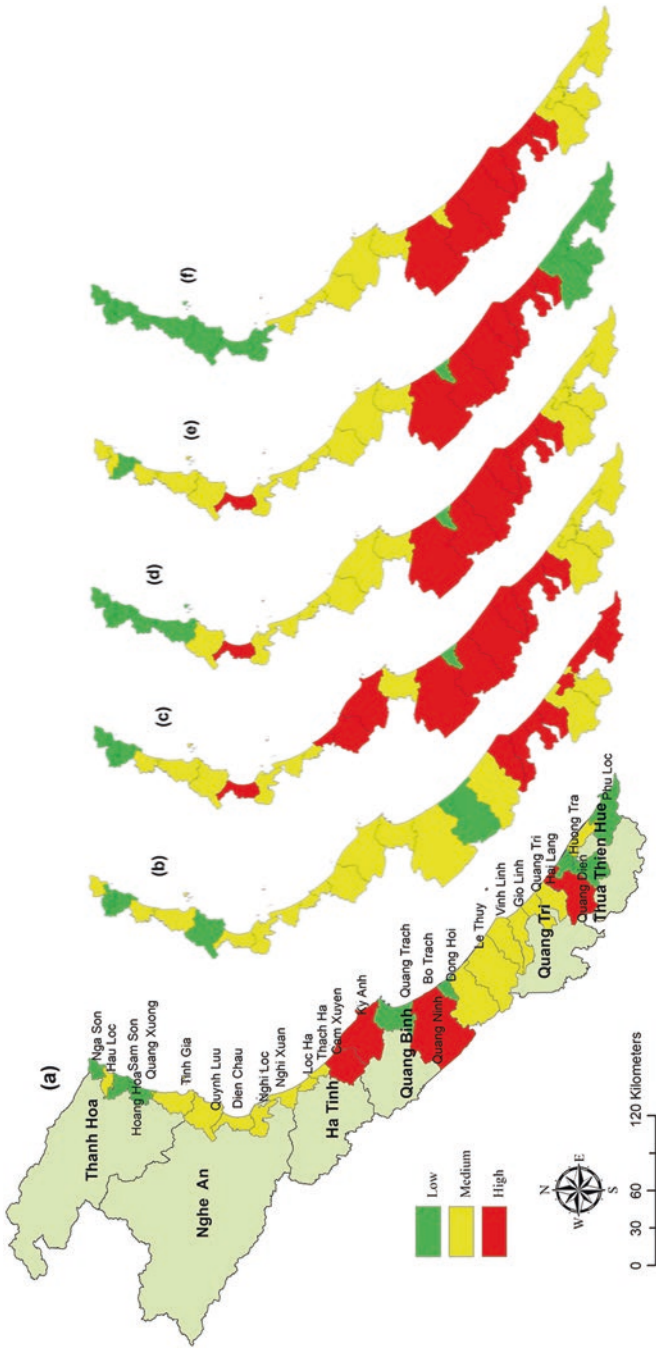 (a)
(b)
(c)
(d)
(e)
(f)
Thanh Hoa
Nga Son
Hau Loc
Hoang Hoa
Sam Son
Quang Xuong
Tinh Gia
Nghe An
Quynh Luu
Dien Chau
Nghi Loc
Nghi Xuan
Loc Ha
Ha Tinh
Thach Ha
Cam Xuyen
Ky Anh
Quang Binh
Quang Trach
Bo Trach
Dong Hoi
Quang Ninh
Le Thuy
Vinh Linh
Gio Linh
Quang Tri
Quang Tri
Hai Lang
Quang Dien
Huong Tra
Thua Thien Hue
Phu Loc
Low
Medium
High
N
W E
S
0 30 60 120 Kilometers